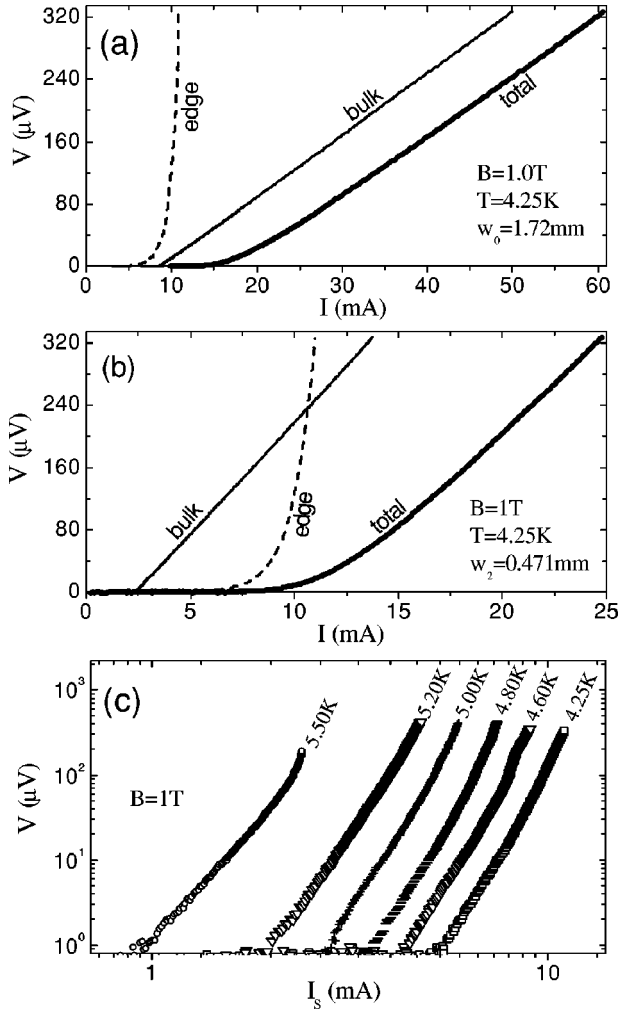 (a)
320
240
160
80
0
V (μV)
edge
bulk
total
B=1.0T
T=4.25K
w₀=1.72mm
0 10 20 30 40 50 60
I (mA)
(b)
320
240
160
80
0
V (μV)
bulk
edge
total
B=1T
T=4.25K
w₂=0.471mm
0 5 10 15 20 25
I (mA)
(c)
10³
10²
10¹
10⁰
V (μV)
5.50K
5.20K
5.00K
4.80K
4.60K
4.25K
B=1T
1 10
I_S (mA)